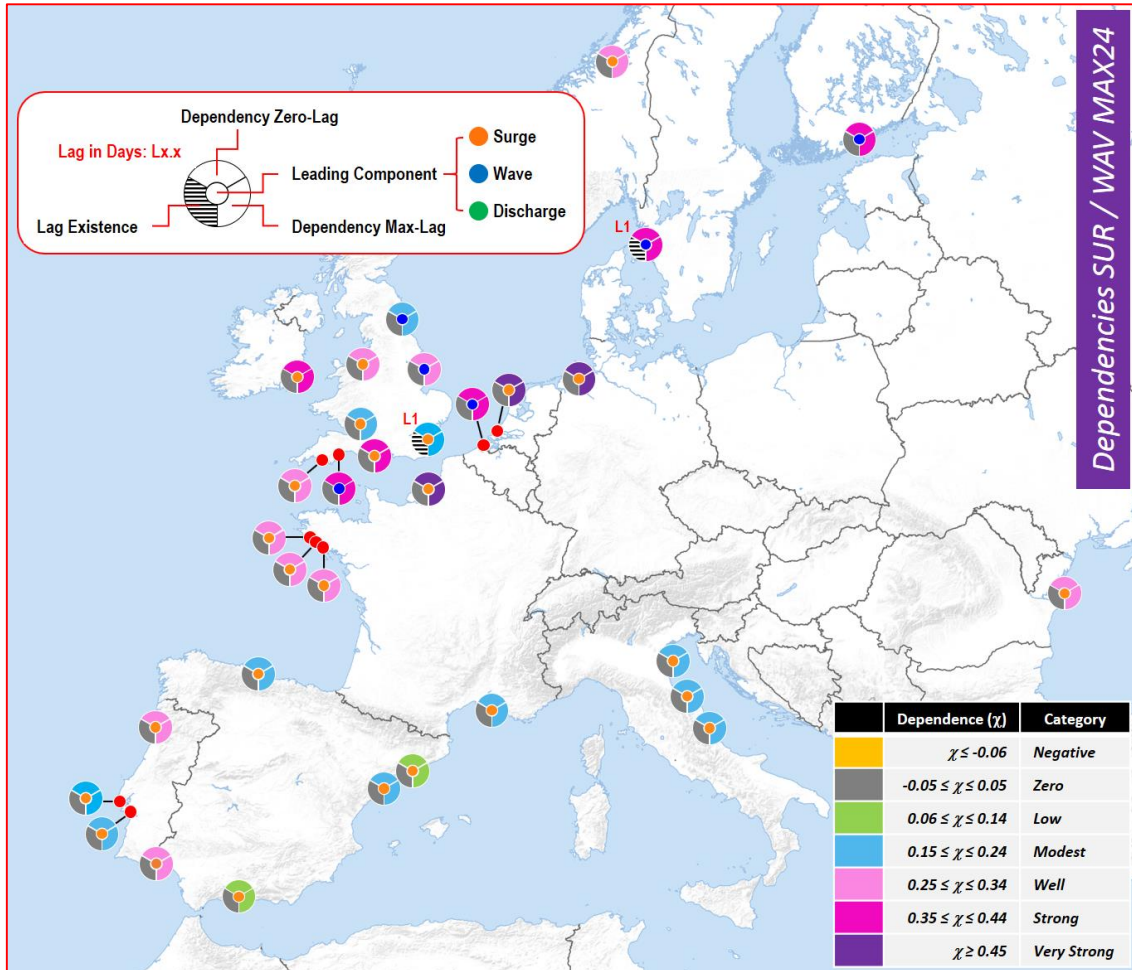 Dependencies SUR / WAV MAX24
Dependency Zero-Lag
Lag in Days: Lx.x
Leading Component
Surge
Wave
Discharge
Lag Existence
Dependency Max-Lag
L1
L1
Dependence (χ) Category
χ ≤ -0.06 Negative
-0.05 ≤ χ ≤ 0.05 Zero
0.06 ≤ χ ≤ 0.14 Low
0.15 ≤ χ ≤ 0.24 Modest
0.25 ≤ χ ≤ 0.34 Well
0.35 ≤ χ ≤ 0.44 Strong
χ ≥ 0.45 Very Strong